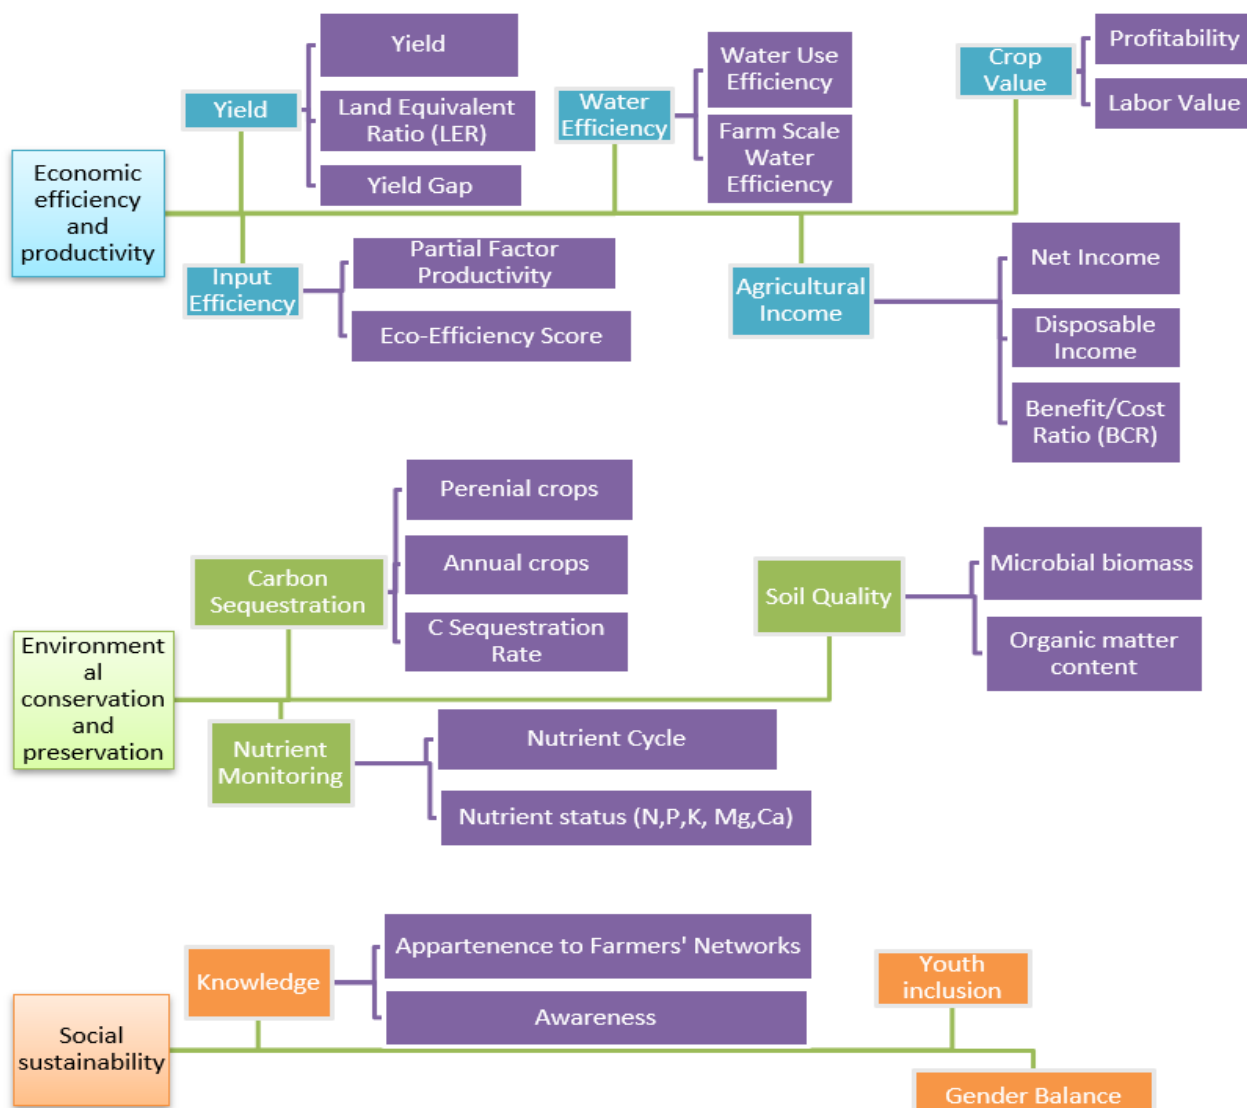 Economic
efficiency
and
productivity
Yield
Yield
Land Equivalent
Ratio (LER)
Yield Gap
Input
Efficiency
Partial Factor
Productivity
Eco-Efficiency Score
Water
Efficiency
Water Use
Efficiency
Farm Scale
Water
Efficiency
Agricultural
Income
Net Income
Disposable
Income
Benefit/Cost
Ratio (BCR)
Crop
Value
Profitability
Labor Value
Environment
al
conservation
and
preservation
Carbon
Sequestration
Perenial crops
Annual crops
C Sequestration
Rate
Nutrient
Monitoring
Nutrient Cycle
Nutrient status (N,P,K, Mg,Ca)
Soil Quality
Microbial biomass
Organic matter
content
Social
sustainability
Knowledge
Appartenence to Farmers' Networks
Awareness
Youth
inclusion
Gender Balance